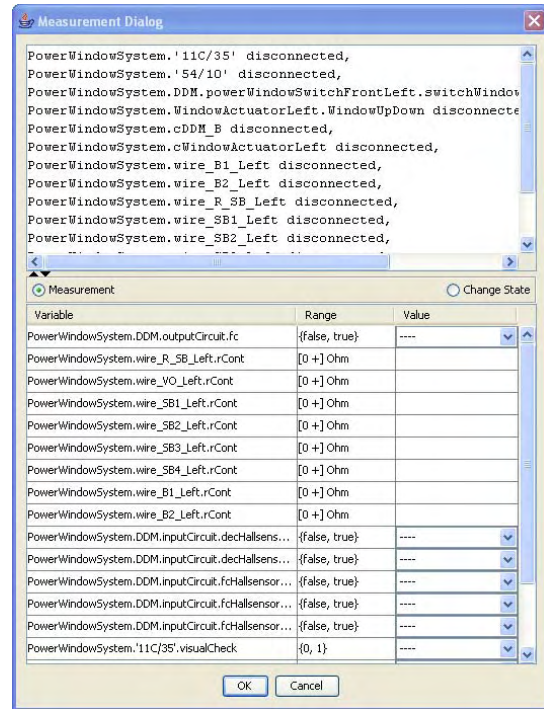 Measurement Dialog
PowerWindowSystem.'11C/35' disconnected,
PowerWindowSystem.'54/10' disconnected,
PowerWindowSystem.DDM.powerWindowSwitchFrontLeft.switchWindow
PowerWindowSystem.WindowActuatorLeft.WindowUpDown disconnecte
PowerWindowSystem.cDDM_B disconnected,
PowerWindowSystem.cWindowActuatorLeft disconnected,
PowerWindowSystem.wire_B1_Left disconnected,
PowerWindowSystem.wire_B2_Left disconnected,
PowerWindowSystem.wire_R_SB_Left disconnected,
PowerWindowSystem.wire_SB1_Left disconnected,
PowerWindowSystem.wire_SB2_Left disconnected,
Measurement Change State
Variable Range Value
PowerWindowSystem.DDM.outputCircuit.fc {false, true} ----
PowerWindowSystem.wire_R_SB_Left.rCont [0 +] Ohm
PowerWindowSystem.wire_VO_Left.rCont [0 +] Ohm
PowerWindowSystem.wire_SB1_Left.rCont [0 +] Ohm
PowerWindowSystem.wire_SB2_Left.rCont [0 +] Ohm
PowerWindowSystem.wire_SB3_Left.rCont [0 +] Ohm
PowerWindowSystem.wire_SB4_Left.rCont [0 +] Ohm
PowerWindowSystem.wire_B1_Left.rCont [0 +] Ohm
PowerWindowSystem.wire_B2_Left.rCont [0 +] Ohm
PowerWindowSystem.DDM.inputCircuit.decHallsens... {false, true} ----
PowerWindowSystem.DDM.inputCircuit.decHallsens... {false, true} ----
PowerWindowSystem.DDM.inputCircuit.fcHallsensor... {false, true} ----
PowerWindowSystem.DDM.inputCircuit.fcHallsensor... {false, true} ----
PowerWindowSystem.DDM.inputCircuit.fcHallsensor... {false, true} ----
PowerWindowSystem.'11C/35'.visualCheck {0, 1} ----
OK Cancel